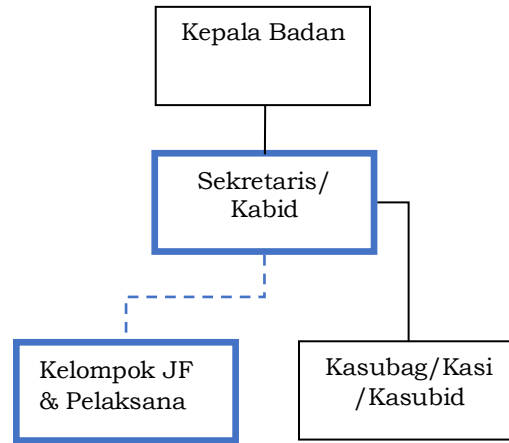 Kepala Badan
Sekretaris/
Kabid
Kelompok JF
& Pelaksana
Kasubag/Kasi
/Kasubid